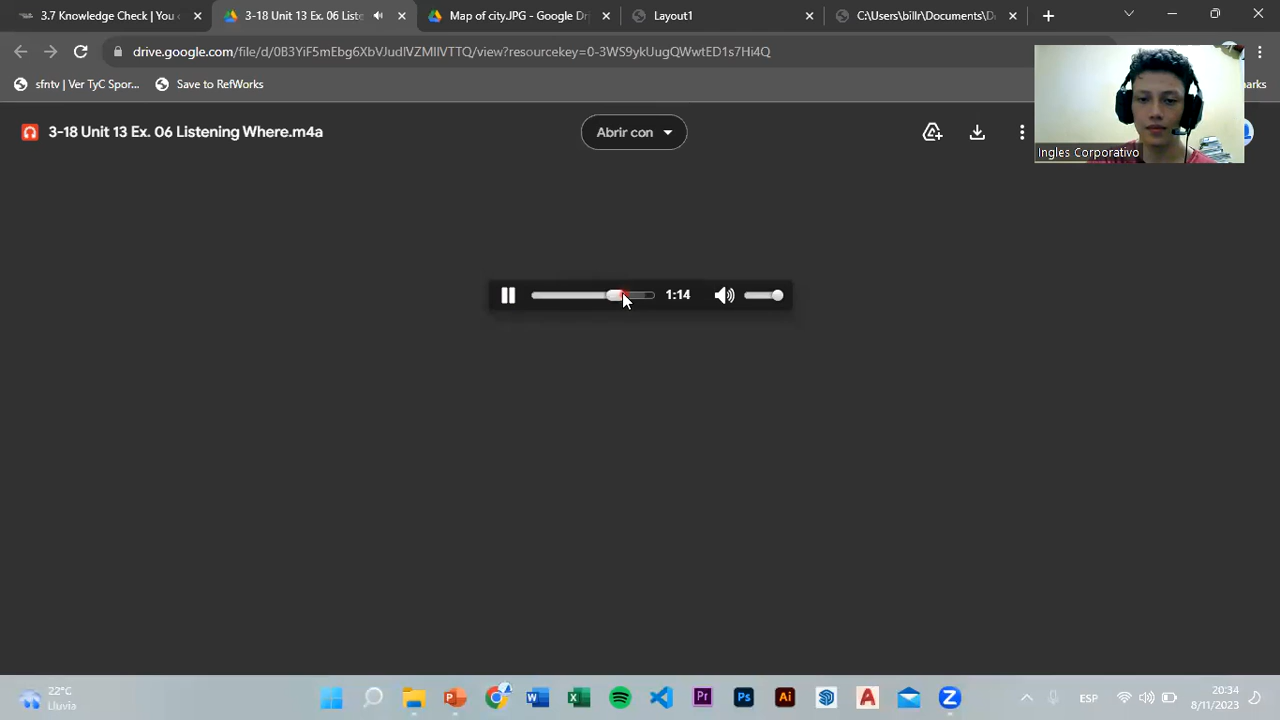 3.7 Knowledge Check | You
3-18 Unit 13 Ex. 06 Liste
Map of city.JPG - Google Dri
Layout1
C:\Users\billr\Documents\D
drive.google.com/file/d/0B3YiF5mEbg6XbVJudlVZMllVTTQ/view?resourcekey=0-3WS9ykUugQWwtED1s7Hi4Q
sfntv | Ver TyC Spor...
Save to RefWorks
3-18 Unit 13 Ex. 06 Listening Where.m4a
Abrir con
Ingles Corporativo
1:14
22°C
Lluvia
ESP
20:34
8/11/2023